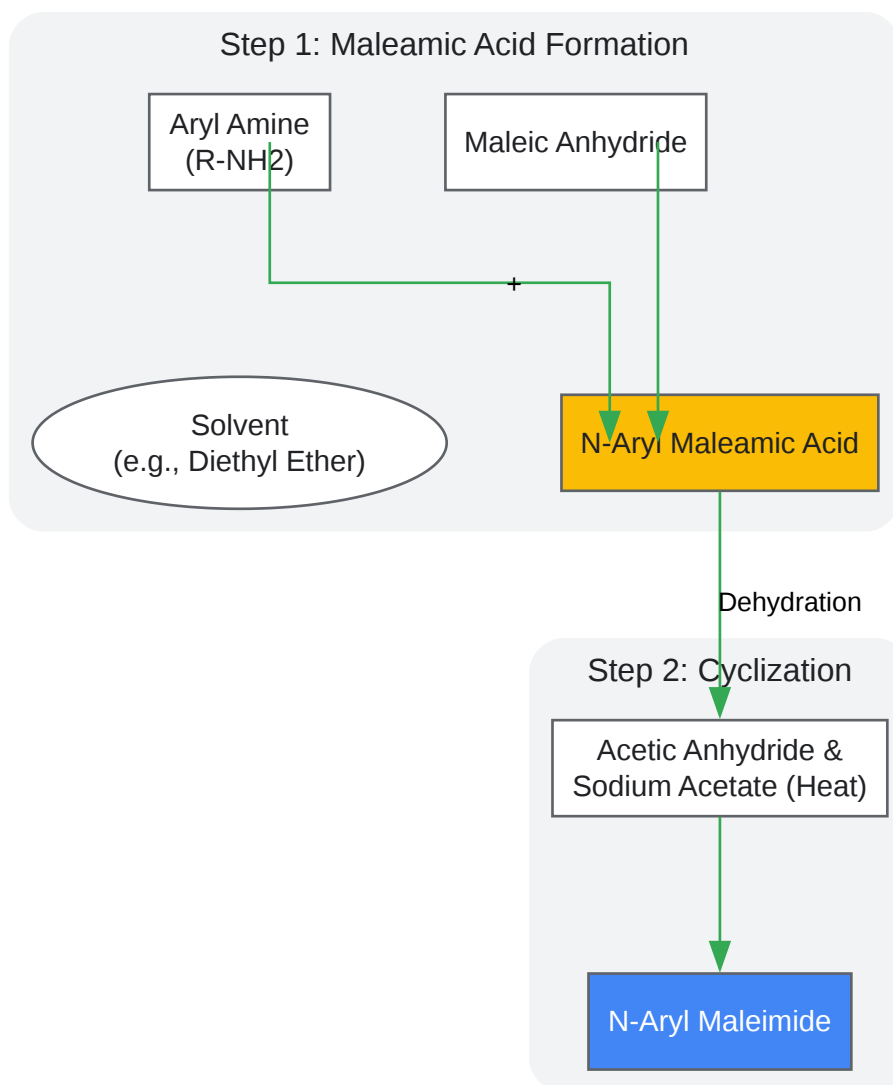 Step 1: Maleamic Acid Formation
Aryl Amine
(R-NH2)
Maleic Anhydride
+
Solvent
(e.g., Diethyl Ether)
N-Aryl Maleamic Acid
Dehydration
Step 2: Cyclization
Acetic Anhydride &
Sodium Acetate (Heat)
N-Aryl Maleimide